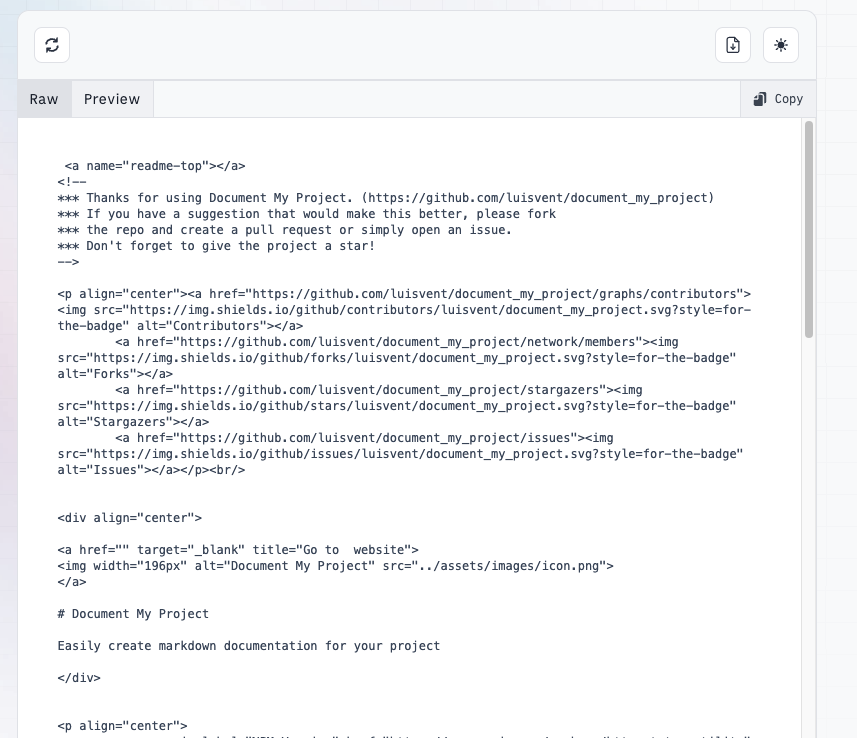 Raw Preview Copy
<a name="readme-top"></a>
<!--
*** Thanks for using Document My Project. (https://github.com/luisvent/document_my_project)
*** If you have a suggestion that would make this better, please fork
*** the repo and create a pull request or simply open an issue.
*** Don't forget to give the project a star!
-->
<p align="center"><a href="https://github.com/luisvent/document_my_project/graphs/contributors">
<img src="https://img.shields.io/github/contributors/luisvent/document_my_project.svg?style=for-
the-badge" alt="Contributors"></a>
<a href="https://github.com/luisvent/document_my_project/network/members"><img
src="https://img.shields.io/github/forks/luisvent/document_my_project.svg?style=for-the-badge"
alt="Forks"></a>
<a href="https://github.com/luisvent/document_my_project/stargazers"><img
src="https://img.shields.io/github/stars/luisvent/document_my_project.svg?style=for-the-badge"
alt="Stargazers"></a>
<a href="https://github.com/luisvent/document_my_project/issues"><img
src="https://img.shields.io/github/issues/luisvent/document_my_project.svg?style=for-the-badge"
alt="Issues"></a></p><br/>
<div align="center">
<a href="" target="_blank" title="Go to  website">
<img width="196px" alt="Document My Project" src="../assets/images/icon.png">
</a>
# Document My Project
Easily create markdown documentation for your project
</div>
<p align="center">